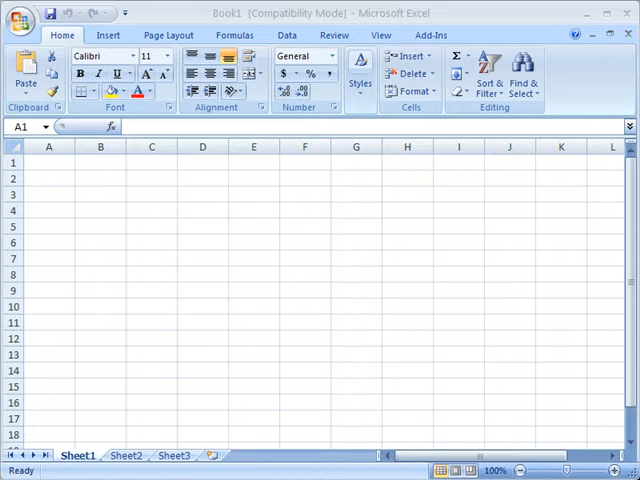 Book1 [Compatibility Mode] - Microsoft Excel
Home Insert Page Layout Formulas Data Review View Add-Ins
Calibri 11 General Insert
Paste B I U A A $ % , Styles Delete Sort & Filter Find & Select
A Format
Clipboard Font Alignment Number Cells Editing
A1 fx
A B C D E F G H I J K L
1
2
3
4
5
6
7
8
9
10
11
12
13
14
15
16
17
18
Sheet1 Sheet2 Sheet3
Ready 100%